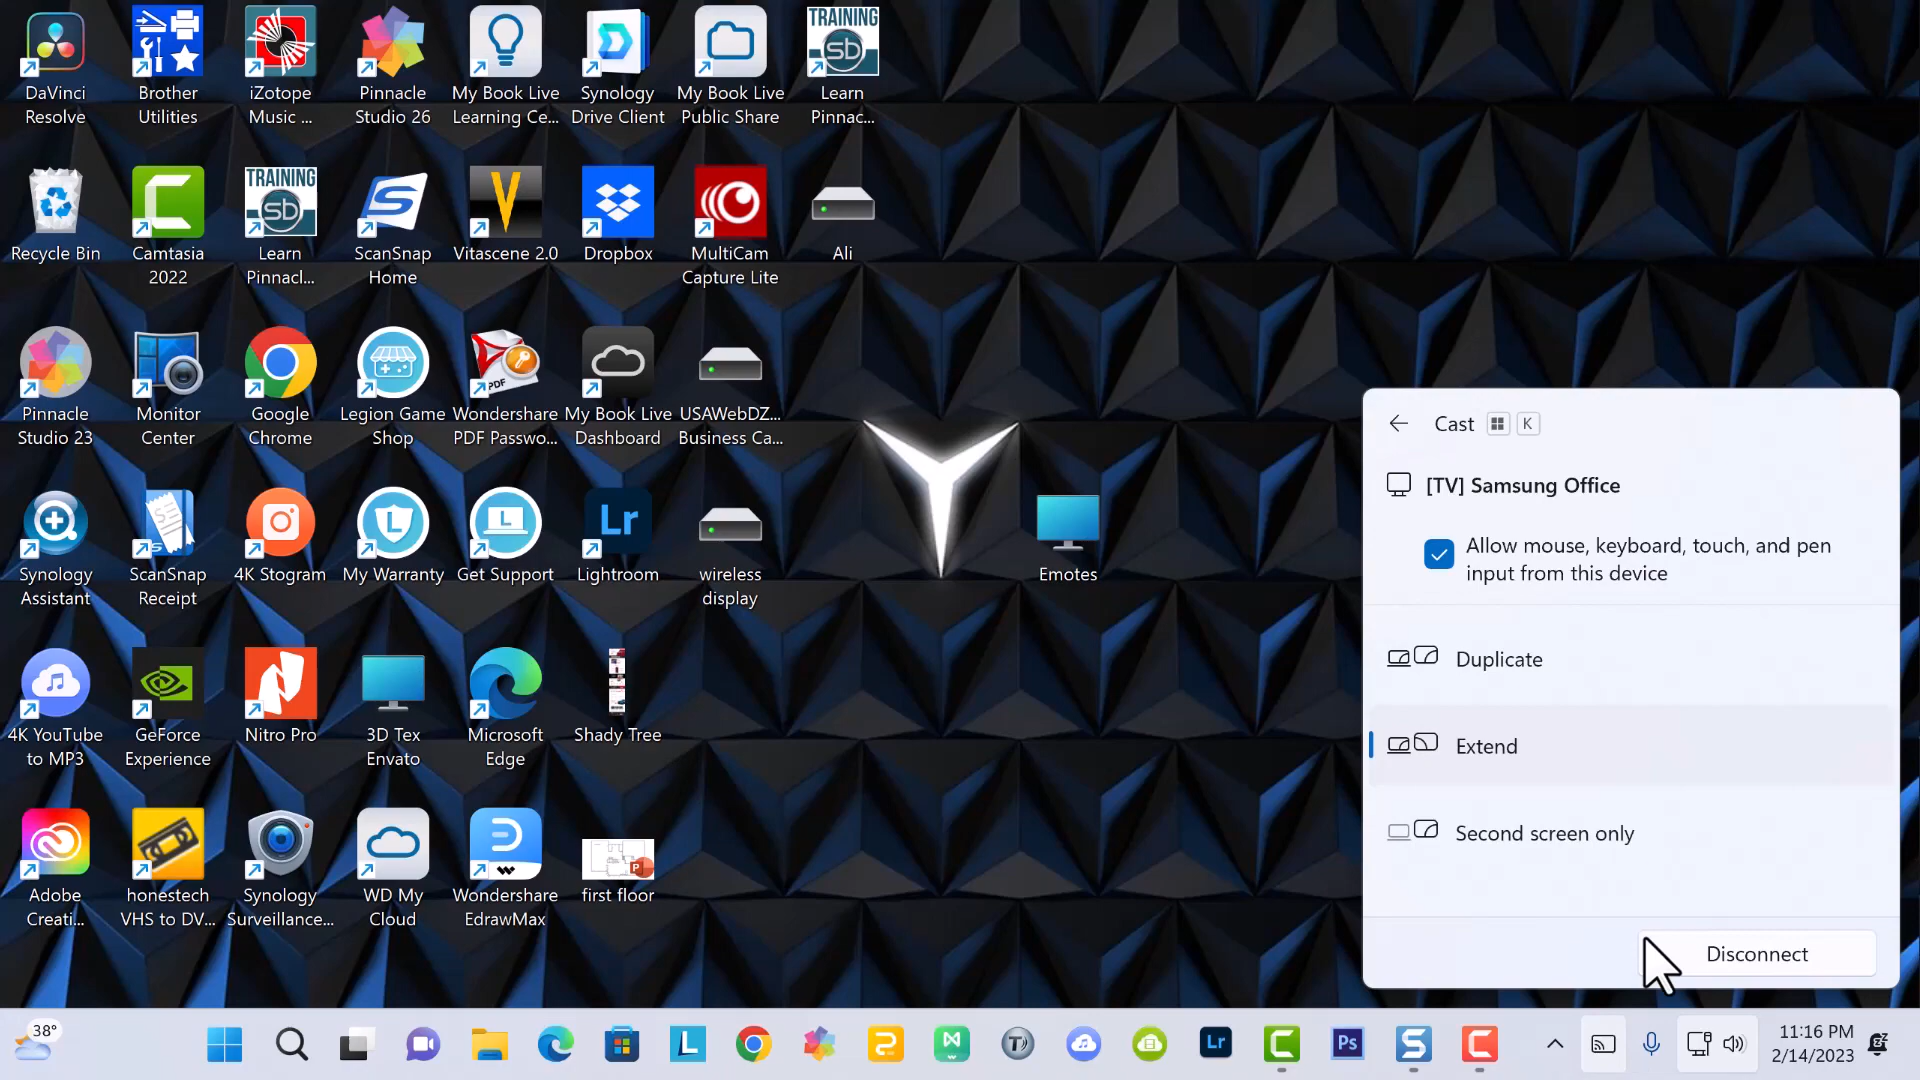 DaVinci
Resolve
Brother
Utilities
iZotope
Music ...
Pinnacle
Studio 26
My Book Live
Learning Ce...
Synology
Drive Client
My Book Live
Public Share
TRAINING
sb
Learn
Pinnac...
Recycle Bin
Camtasia
2022
TRAINING
sb
Learn
Pinnacl...
ScanSnap
Home
Vitascene 2.0
Dropbox
MultiCam
Capture Lite
Ali
Pinnacle
Studio 23
Monitor
Center
Google
Chrome
Legion Game
Shop
PDF
Wondershare
PDF Passwo...
My Book Live
Dashboard
USAWebDZ...
Business Ca...
Synology
Assistant
ScanSnap
Receipt
4K Stogram
My Warranty
Get Support
Lr
Lightroom
wireless
display
Emotes
4K YouTube
to MP3
GeForce
Experience
Nitro Pro
3D Tex
Envato
Microsoft
Edge
Shady Tree
Adobe
Creati...
honestech
VHS to DV...
Synology
Surveillance...
WD My
Cloud
Wondershare
EdrawMax
first floor
Cast K
[TV] Samsung Office
Allow mouse, keyboard, touch, and pen
input from this device
Duplicate
Extend
Second screen only
Disconnect
38°
L
Lr
Ps
S
11:16 PM
2/14/2023